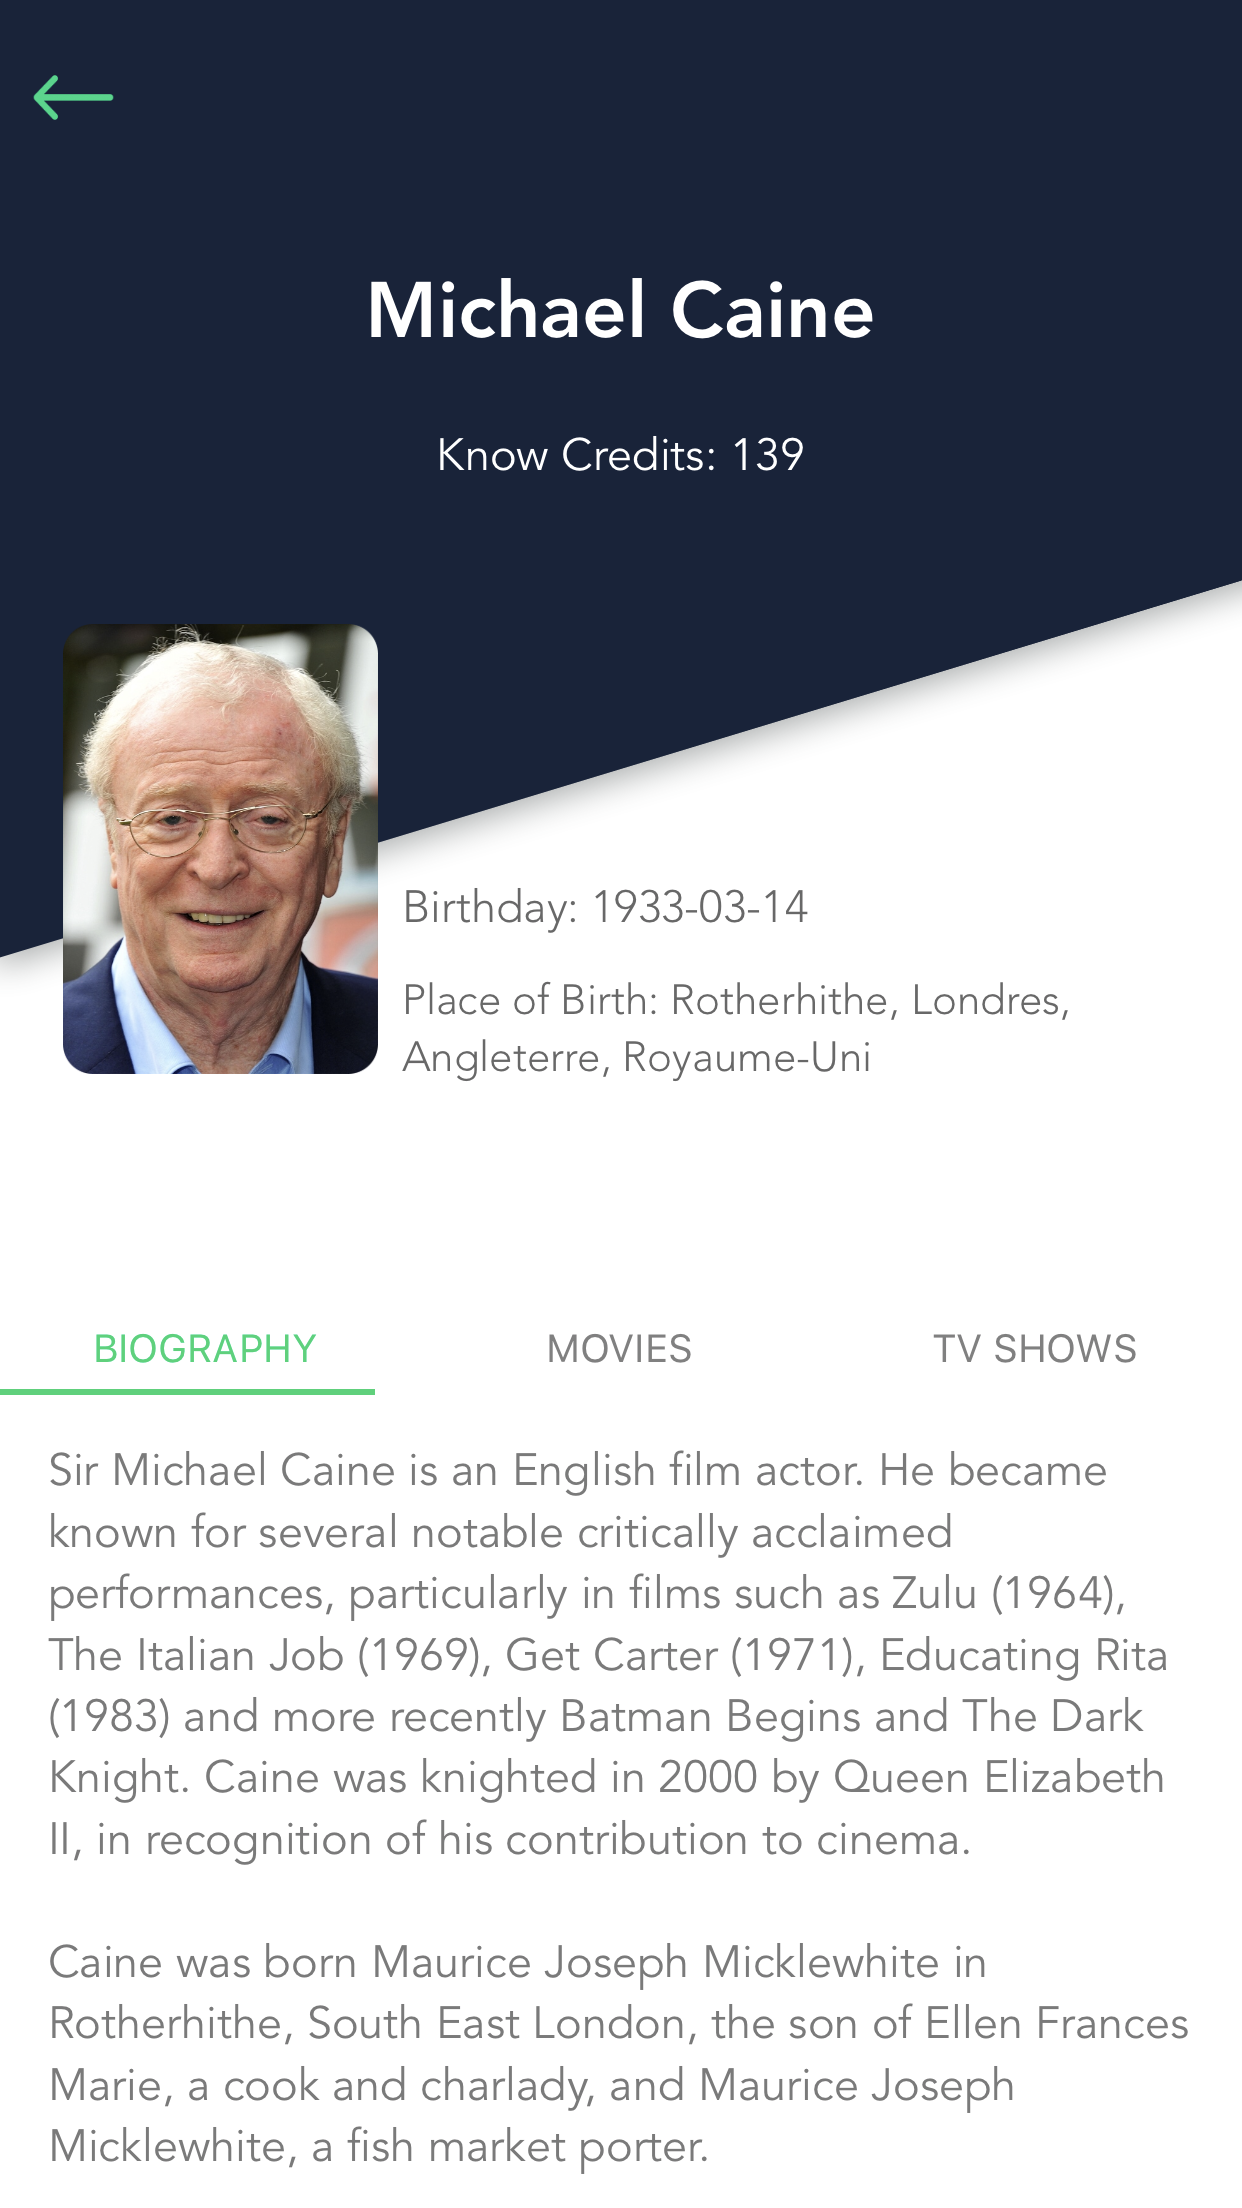 Michael Caine
Know Credits: 139
Birthday: 1933-03-14
Place of Birth: Rotherhithe, Londres,
Angleterre, Royaume-Uni
BIOGRAPHY
MOVIES
TV SHOWS
Sir Michael Caine is an English film actor. He became
known for several notable critically acclaimed
performances, particularly in films such as Zulu (1964),
The Italian Job (1969), Get Carter (1971), Educating Rita
(1983) and more recently Batman Begins and The Dark
Knight. Caine was knighted in 2000 by Queen Elizabeth
II, in recognition of his contribution to cinema.
Caine was born Maurice Joseph Micklewhite in
Rotherhithe, South East London, the son of Ellen Frances
Marie, a cook and charlady, and Maurice Joseph
Micklewhite, a fish market porter.